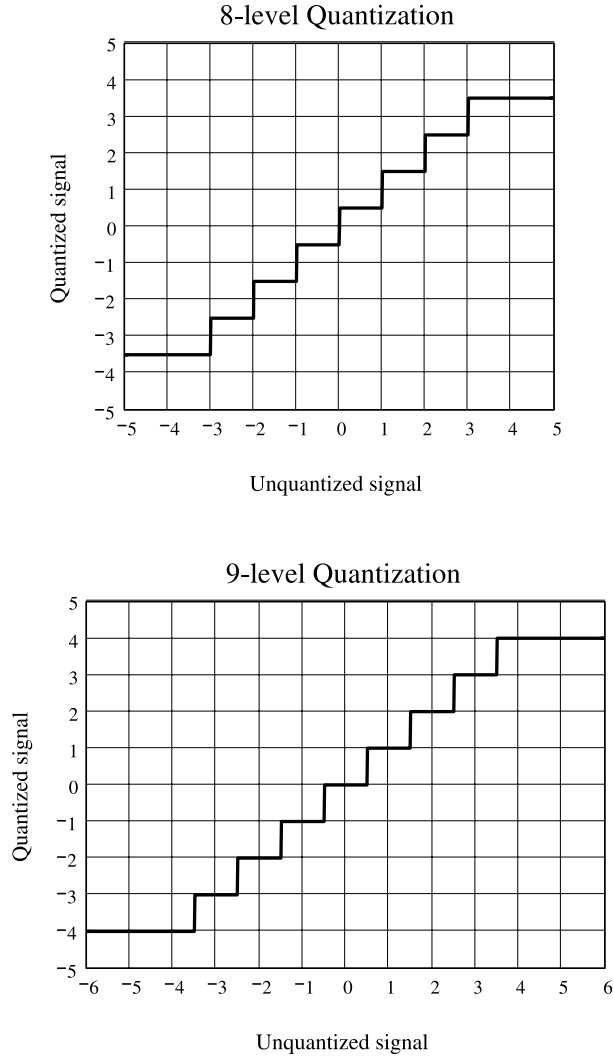 8-level Quantization
5
4
3
2
1
0
−1
−2
−3
−4
−5
Quantized signal
−5 −4 −3 −2 −1 0 1 2 3 4 5
Unquantized signal
9-level Quantization
5
4
3
2
1
0
−1
−2
−3
−4
−5
Quantized signal
−6 −5 −4 −3 −2 −1 0 1 2 3 4 5 6
Unquantized signal